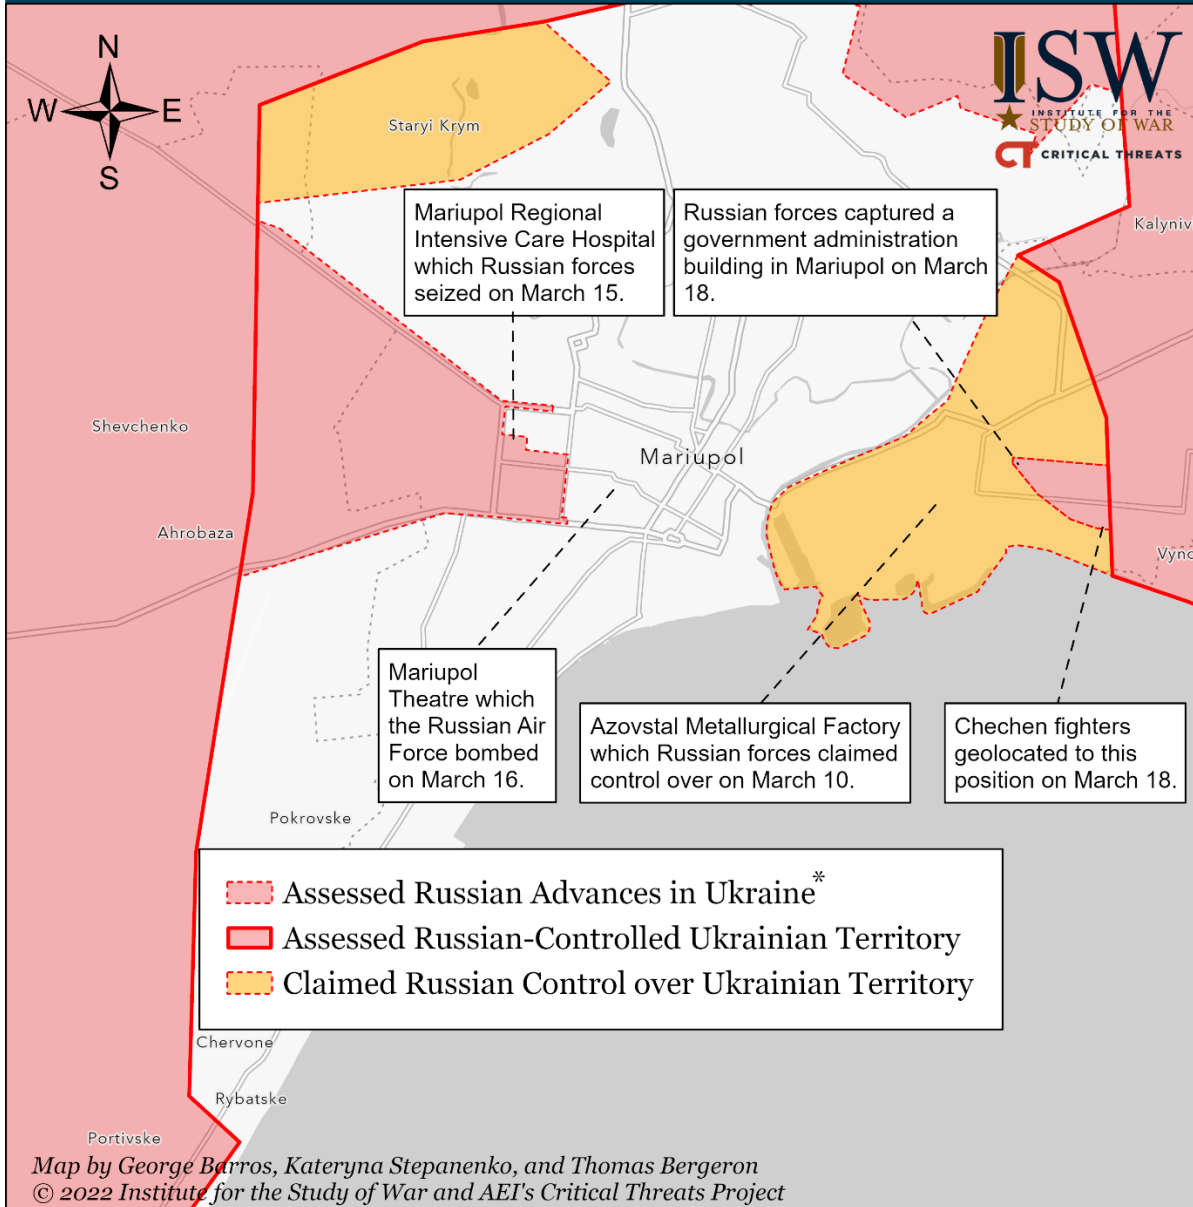 N
W E
S
ISW
INSTITUTE FOR THE
STUDY OF WAR
CT CRITICAL THREATS
Staryi Krym
Mariupol Regional
Intensive Care Hospital
which Russian forces
seized on March 15.
Russian forces captured a
government administration
building in Mariupol on March
18.
Kalyniv
Shevchenko
Mariupol
Ahrobaza
Vyno
Mariupol
Theatre which
the Russian Air
Force bombed
on March 16.
Azovstal Metallurgical Factory
which Russian forces claimed
control over on March 10.
Chechen fighters
geolocated to this
position on March 18.
Pokrovske
Assessed Russian Advances in Ukraine*
Assessed Russian-Controlled Ukrainian Territory
Claimed Russian Control over Ukrainian Territory
Chervone
Rybatske
Portivske
Map by George Barros, Kateryna Stepanenko, and Thomas Bergeron
© 2022 Institute for the Study of War and AEI's Critical Threats Project